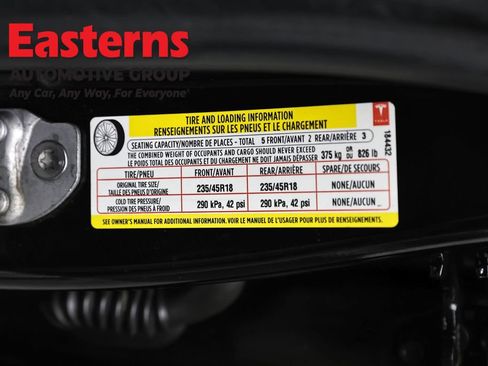 Easterns
AUTOMOTIVE GROUP
Any Car, Any Way, For Everyone
TIRE AND LOADING INFORMATION
RENSEIGNEMENTS SUR LES PNEUS ET LE CHARGEMENT
TESLA
SEATING CAPACITY/NOMBRE DE PLACES - TOTAL 5 FRONT/AVANT 2 REAR/ARRIÈRE 3
THE COMBINED WEIGHT OF OCCUPANTS AND CARGO SHOULD NEVER EXCEED
LE POIDS TOTAL DES OCCUPANTS ET DU CHARGEMENT NE DOIT JAMAIS DÉPASSER 375 kg OR OU 826 lb
184432
TIRE/PNEU FRONT/AVANT REAR/ARRIÈRE SPARE/DE SECOURS
ORIGINAL TIRE SIZE/
TAILLE DES PNEUS D'ORIGINE 235/45R18 235/45R18 NONE/AUCUN
COLD TIRE PRESSURE/
PRESSION DES PNEUS À FROID 290 kPa, 42 psi 290 kPa, 42 psi NONE/AUCUN
SEE OWNER'S MANUAL FOR ADDITIONAL INFORMATION. VOIR LE MANUEL DE L'USAGER POUR PLUS DE RENSEIGNEMENTS